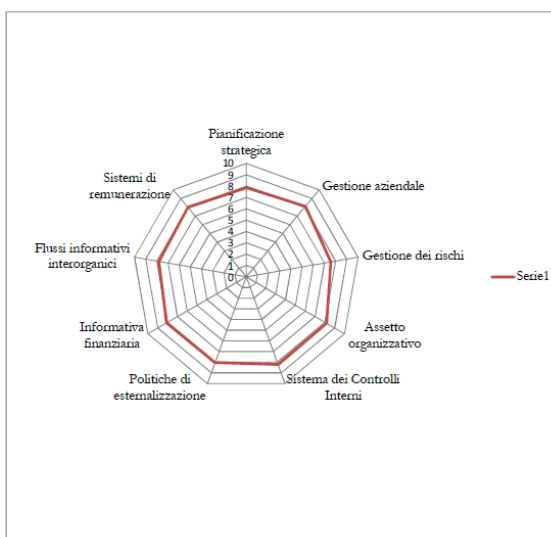 Pianificazione
strategica
10
9
8
7
6
5
4
3
2
1
0
Gestione aziendale
Gestione dei rischi
Assetto
organizzativo
Sistema dei Controlli
Interni
Politiche di
esternalizzazione
Informativa
finanziaria
Flussi informativi
interorganici
Sistemi di
remunerazione
Serie1